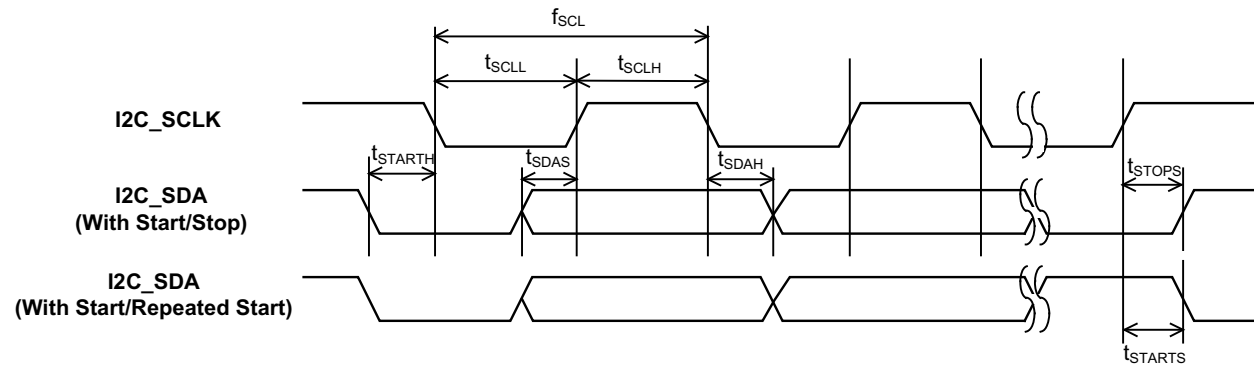 fSCL
tSCLL tSCLH
I2C_SCLK
tSTARTH tSDAS tSDAH tSTOPS
I2C_SDA
(With Start/Stop)
I2C_SDA
(With Start/Repeated Start)
tSTARTS